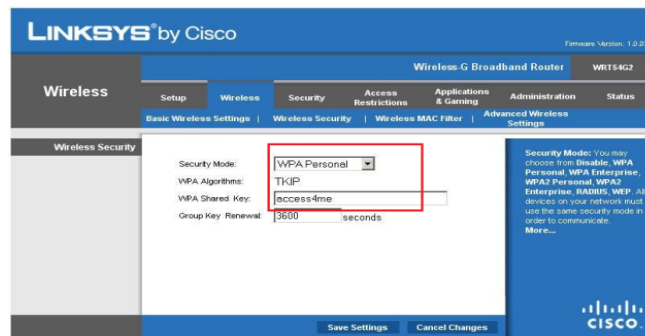 LINKSYS® by Cisco
Firmware Version: 1.0.0
Wireless
Wireless-G Broadband Router WRT54G2
Setup Wireless Security Access Restrictions Applications & Gaming Administration Status
Basic Wireless Settings | Wireless Security | Wireless MAC Filter | Advanced Wireless Settings
Wireless Security
Security Mode: WPA Personal
WPA Algorithms: TKIP
WPA Shared Key: access4me
Group Key Renewal: 3600 seconds
Security Mode: You may
choose from Disable, WPA
Personal, WPA Enterprise,
WPA2 Personal, WPA2
Enterprise, RADIUS, WEP. All
devices on your network must
use the same security mode in
order to communicate.
More...
Save Settings Cancel Changes
CISCO.